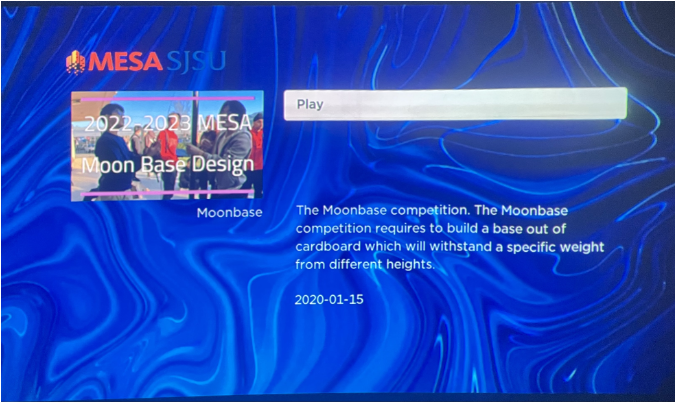 MESA SJSU
Play
2022-2023 MESA
Moon Base Design
Moonbase
The Moonbase competition. The Moonbase
competition requires to build a base out of
cardboard which will withstand a specific weight
from different heights.
2020-01-15